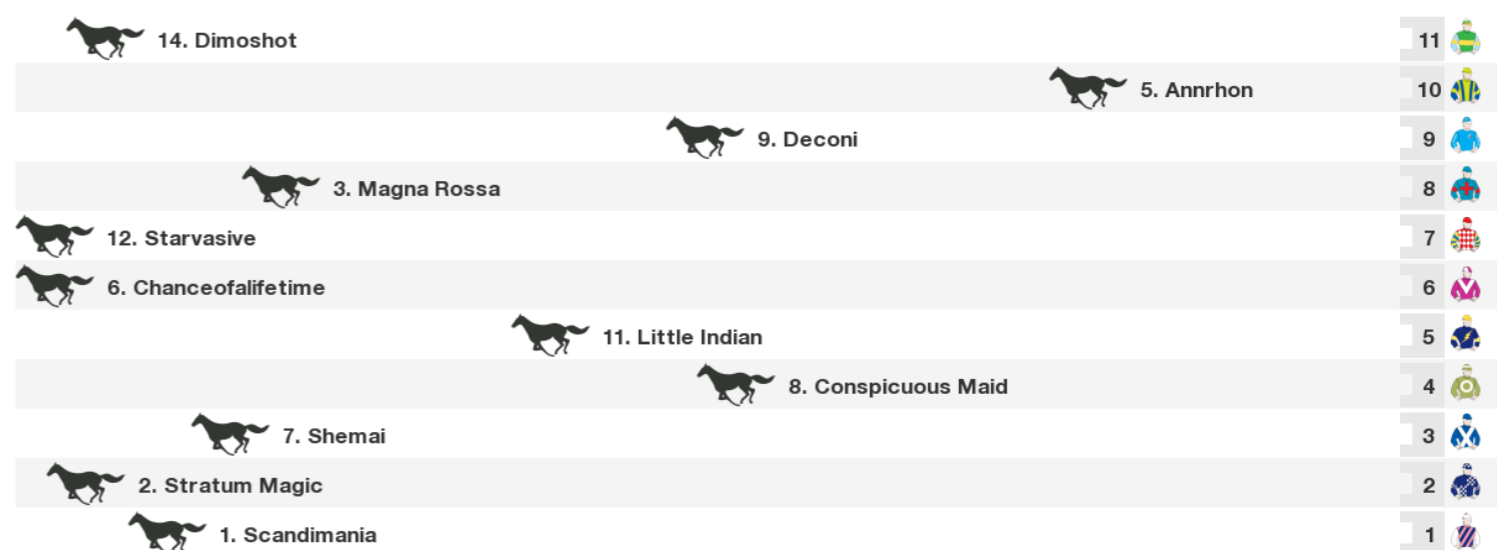 14. Dimoshot 11
5. Annrhon 10
9. Deconi 9
3. Magna Rossa 8
12. Starvasive 7
6. Chanceofalifetime 6
11. Little Indian 5
8. Conspicuous Maid 4
7. Shemai 3
2. Stratum Magic 2
1. Scandimania 1